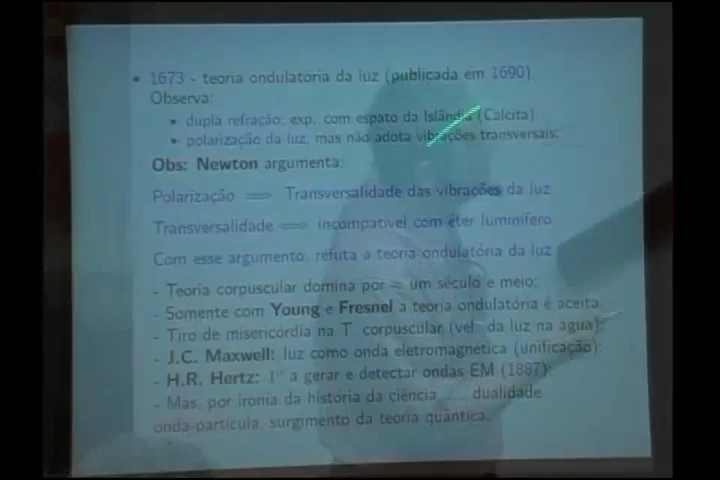 • 1673 - teoria ondulatória da luz (publicada em 1690)
Observa:
• dupla refração: exp. com espato da Islândia (Calcita)
• polarização da luz, mas não adota vibrações transversais.
Obs: Newton argumenta:
Polarização ⟹ Transversalidade das vibrações da luz
Transversalidade ⟺ incompatível com éter luminífero
Com esse argumento, refuta a teoria ondulatória da luz
- Teoria corpuscular domina por ≈ um século e meio;
- Somente com Young e Fresnel a teoria ondulatória é aceita.
- Tiro de misericórdia na T. corpuscular (vel. da luz na água);
- J.C. Maxwell: luz como onda eletromagnética (unificação);
- H.R. Hertz: 1º a gerar e detectar ondas EM (1887);
- Mas, por ironia da história da ciência ... dualidade
onda-partícula, surgimento da teoria quântica.